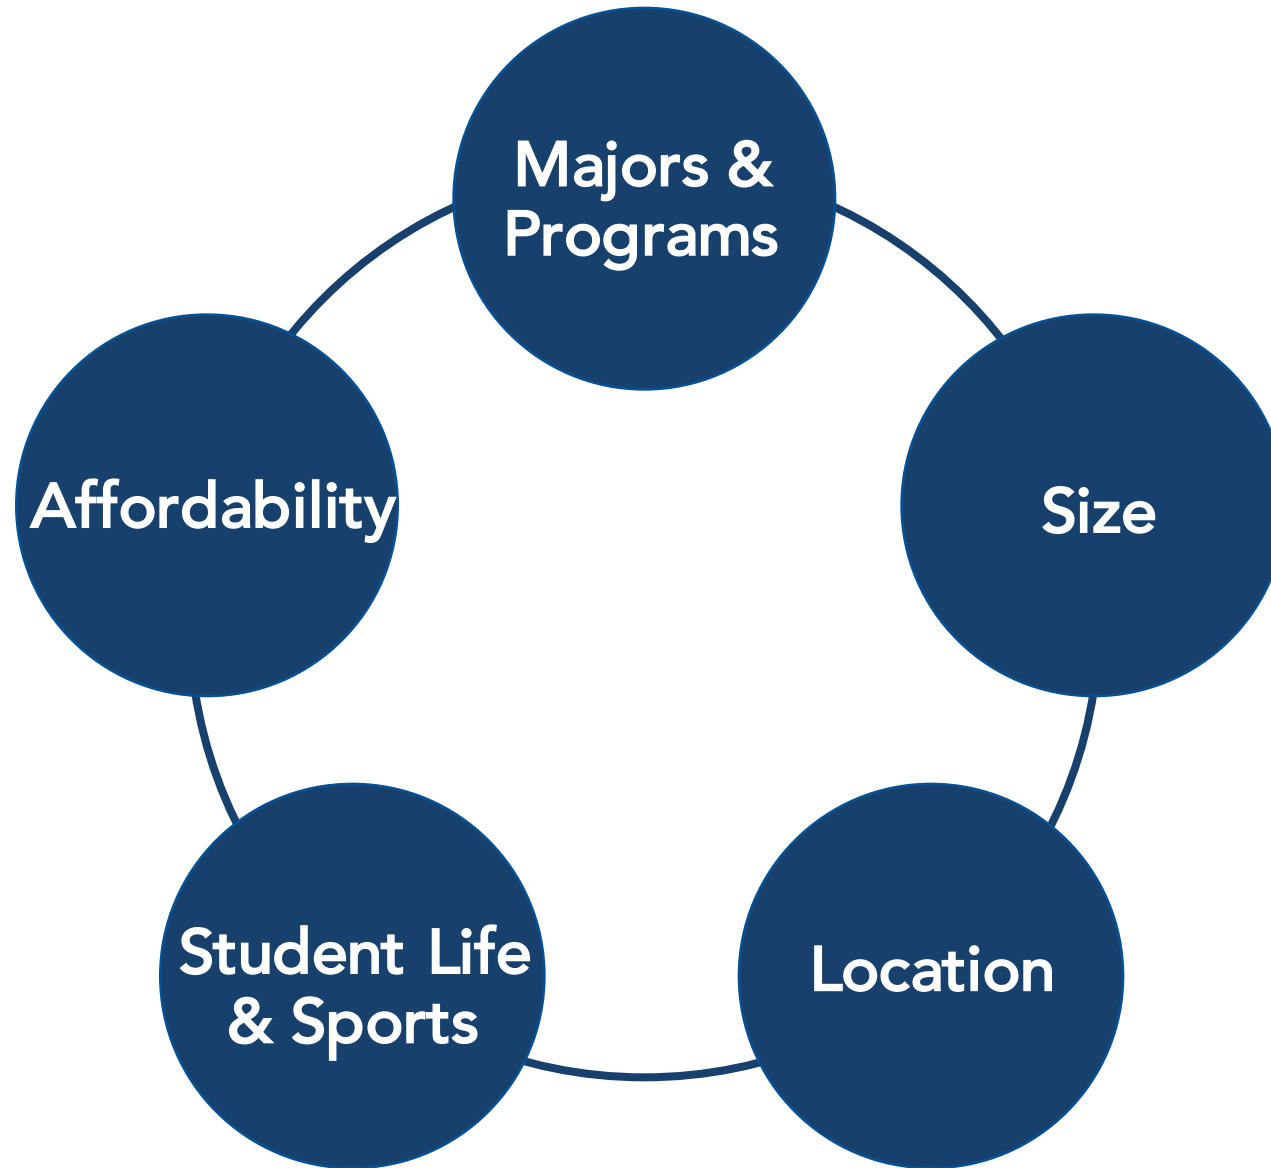 Majors &
Programs
Affordability
Size
Student Life
& Sports
Location